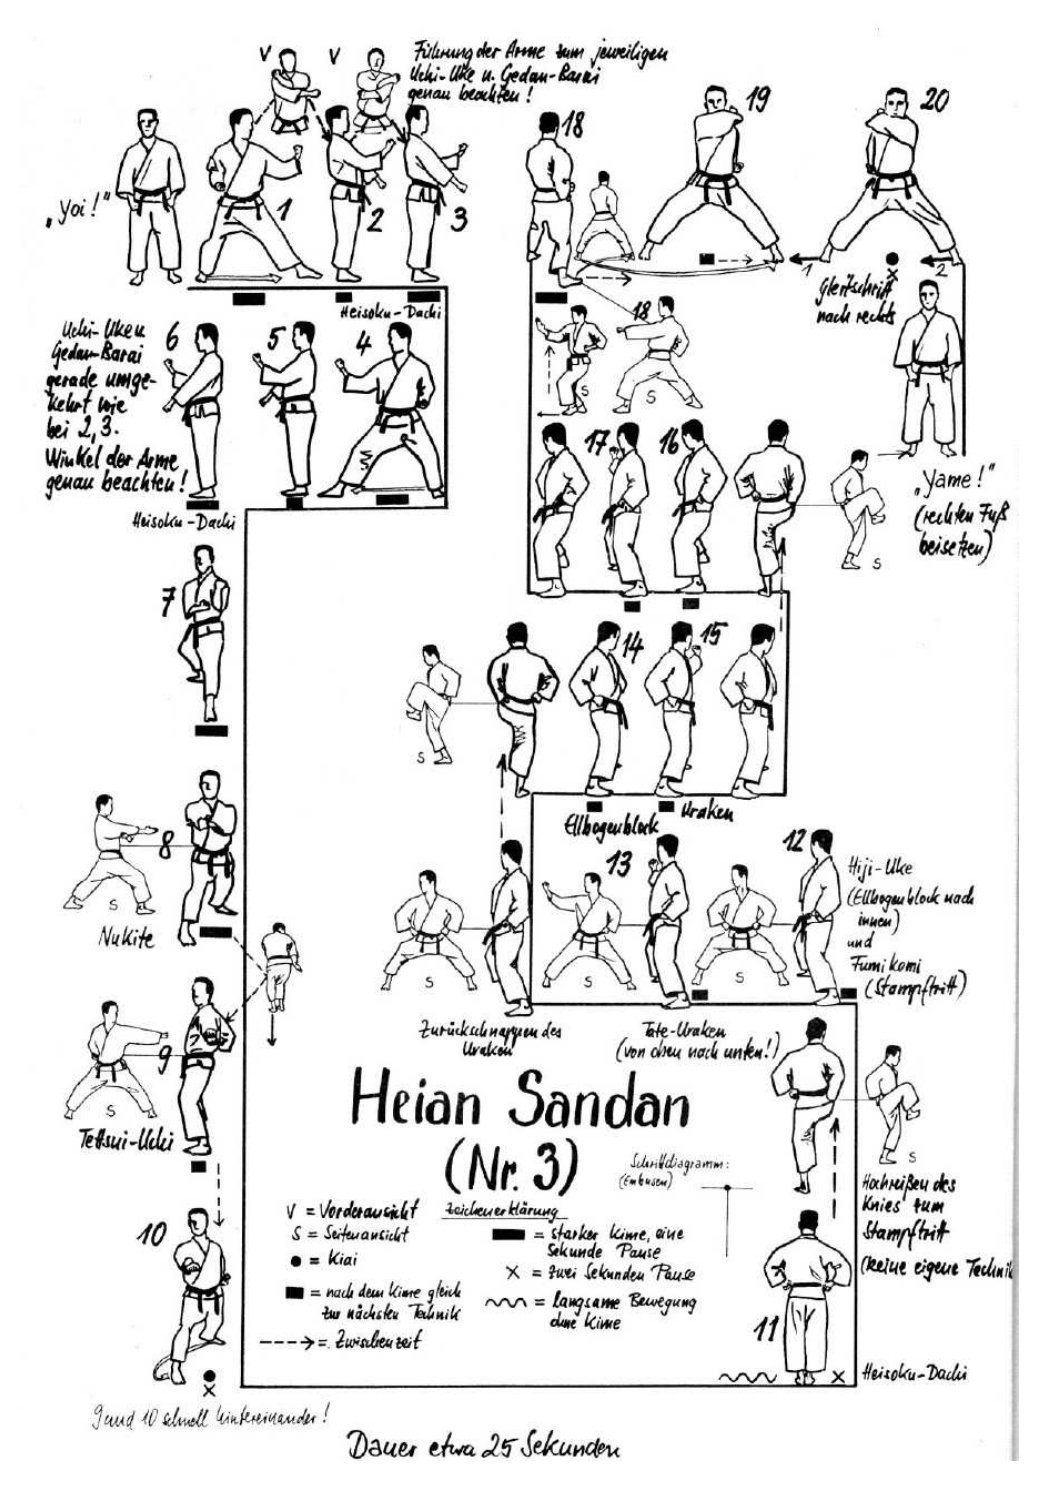 V
V
Führung der Arme zum jeweiligen
Uchi-Uke u. Gedan-Barai
genau beachten!
„Yoi!"
1
2
3
18
19
20
Heisoku-Dachi
1
2
Gleitschritt
nach rechts
Uchi-Uke u
Gedan-Barai
gerade umge-
kehrt wie
bei 2,3.
Winkel der Arme
genau beachten!
6
5
4
Heisoku-Dachi
18
S
S
17
16
S
„Yame!"
(rechten Fuß
beisetzen)
7
14
15
S
Ellbogenblock
Uraken
8
S
Nukite
13
12
S
S
S
Hiji-Uke
(Ellbogenblock nach
innen)
und
Fumikomi
(Stampftritt)
Zurückschnappen des
Uraken
Tate-Uraken
(von oben nach unten!)
9
S
Tettsui-Uchi
Heian Sandan
(Nr. 3)
Schrittdiagramm:
(Embusen)
S
Hochreißen des
Knies zum
Stampftritt
(keine eigene Technik
10
V = Vorderansicht
S = Seitenansicht
● = Kiai
= nach dem Kime gleich
zur nächsten Technik
= Zwischenzeit
Zeichenerklärung
= starker Kime, eine
Sekunde Pause
X = zwei Sekunden Pause
= langsame Bewegung
ohne Kime
11
X
Heisoku-Dachi
X
9 und 10 schnell hintereinander!
Dauer etwa 25 Sekunden